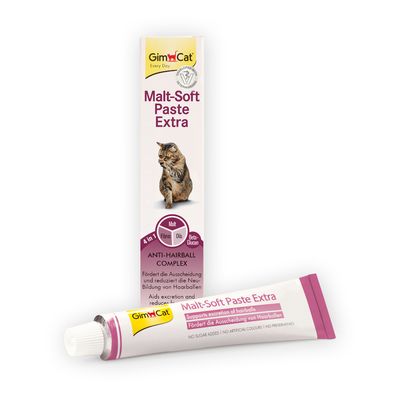 GimCat
Every Day
Malt-Soft
Paste
Extra
4 in 1
Malt
Fibres
Oils
Beta-
Glucan
ANTI-HAIRBALL
COMPLEX
Fördert die Ausscheidung
und reduziert die Neu-
Bildung von Haarballen
Aids excretion and
GimCat
Malt-Soft Paste Extra
Supports excretion of hairballs
Fördert die Ausscheidung von Haarballen
NO SUGAR ADDED / NO ARTIFICIAL COLOURS / NO PRESERVATIVES